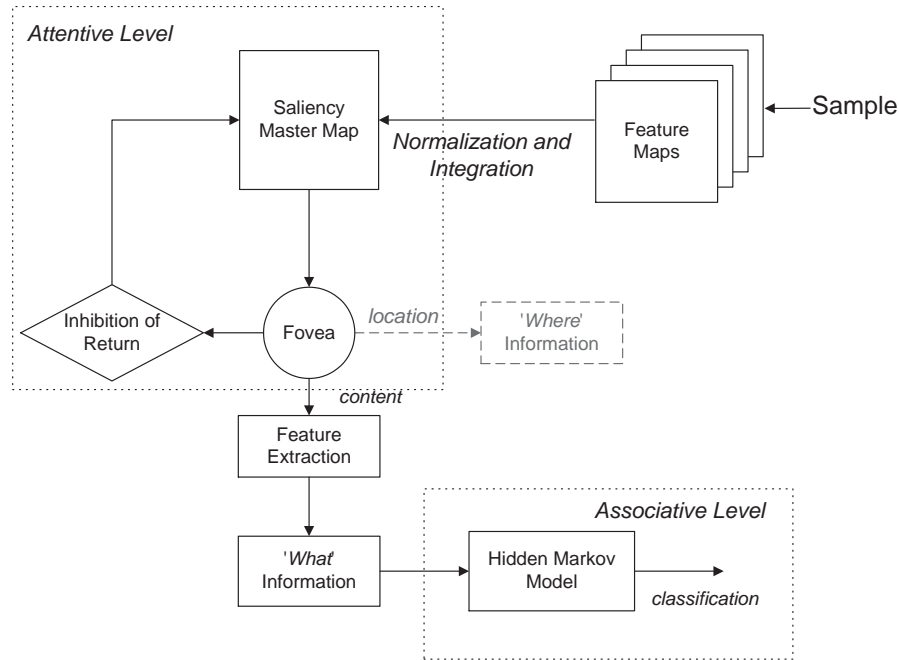 Attentive Level
Saliency
Master Map
Normalization and
Integration
Feature
Maps
Sample
Inhibition of
Return
Fovea
location
'Where'
Information
content
Feature
Extraction
'What'
Information
Associative Level
Hidden Markov
Model
classification